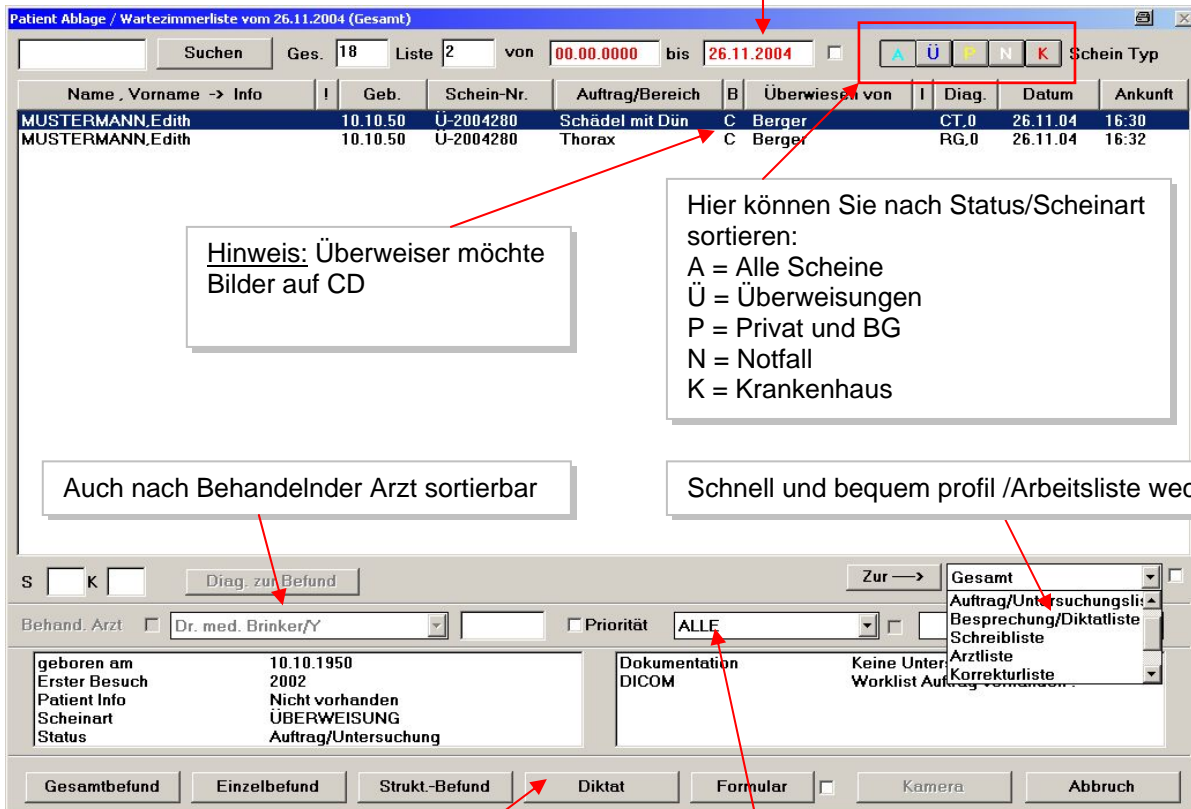 Patient Ablage / Wartezimmerliste vom 26.11.2004 (Gesamt)
Suchen Ges. 18 Liste 2 von 00.00.0000 bis 26.11.2004 A Ü P N K Schein Typ
Name , Vorname -> Info ! Geb. Schein-Nr. Auftrag/Bereich B Überwiesen von I Diag. Datum Ankunft
MUSTERMANN,Edith 10.10.50 Ü-2004280 Schädel mit Dün C Berger CT,0 26.11.04 16:30
MUSTERMANN,Edith 10.10.50 Ü-2004280 Thorax C Berger RG,0 26.11.04 16:32
Hinweis: Überweiser möchte
Bilder auf CD
Hier können Sie nach Status/Scheinart
sortieren:
A = Alle Scheine
Ü = Überweisungen
P = Privat und BG
N = Notfall
K = Krankenhaus
Auch nach Behandelnder Arzt sortierbar
Schnell und bequem profil /Arbeitsliste
S K Diag. zur Befund Zur --> Gesamt
Auftrag/Untersuchungsli
Besprechung/Diktatliste
Schreibliste
Arztliste
Korrekturliste
Behand. Arzt Dr. med. Brinker/Y Priorität ALLE
geboren am 10.10.1950
Erster Besuch 2002
Patient Info Nicht vorhanden
Scheinart ÜBERWEISUNG
Status Auftrag/Untersuchung
Dokumentation Keine
DICOM Worklist
Gesamtbefund Einzelbefund Strukt.-Befund Diktat Formular Kamera Abbruch